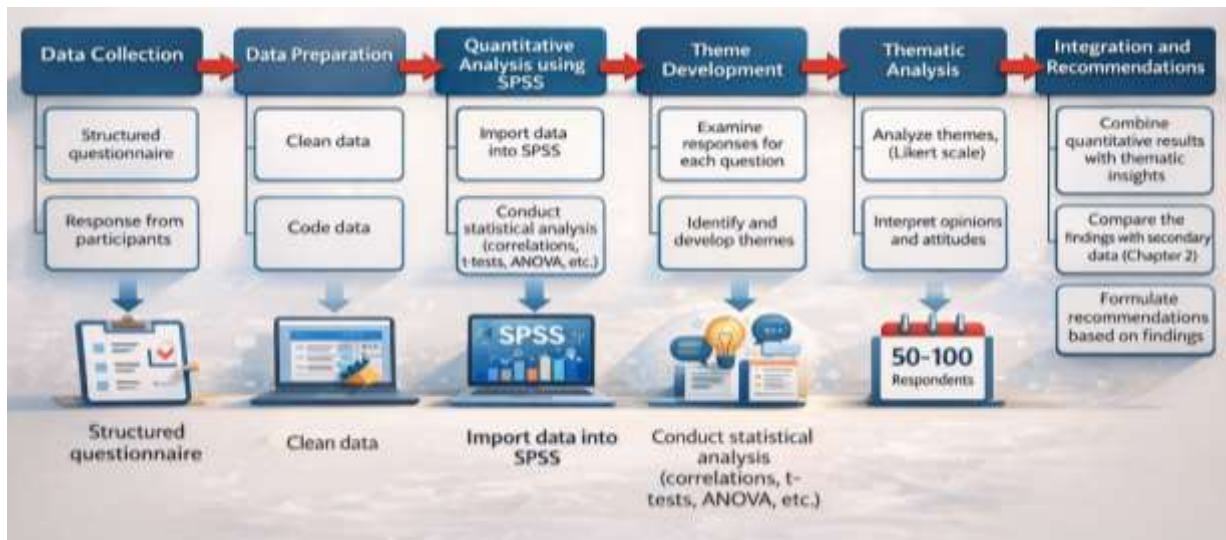 Data Collection
Data Preparation
Quantitative
Analysis using
SPSS
Theme
Development
Thematic
Analysis
Integration and
Recommendations
Structured
questionnaire
Response from
participants
Clean data
Code data
Import data
into SPSS
Conduct
statistical analysis
(correlations,
t-tests, ANOVA, etc.)
Examine
responses for
each question
Identify and
develop themes
Analyze themes,
(Likert scale)
Interpret opinions
and attitudes
Combine
quantitative results
with thematic
insights
Compare the
findings with secondary
data (Chapter 2)
Formulate
recommendations
based on findings
SPSS
50-100
Respondents
Structured
questionnaire
Clean data
Import data into
SPSS
Conduct statistical
analysis
(correlations, t-
tests, ANOVA, etc.)